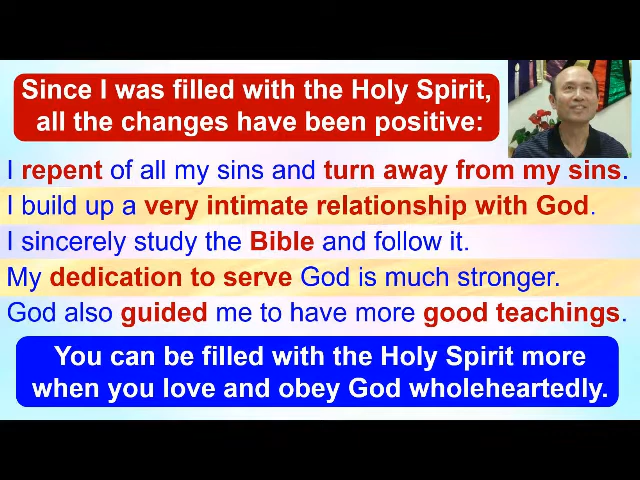 Since I was filled with the Holy Spirit,
all the changes have been positive:
I repent of all my sins and turn away from my sins.
I build up a very intimate relationship with God.
I sincerely study the Bible and follow it.
My dedication to serve God is much stronger.
God also guided me to have more good teachings.
You can be filled with the Holy Spirit more
when you love and obey God wholeheartedly.